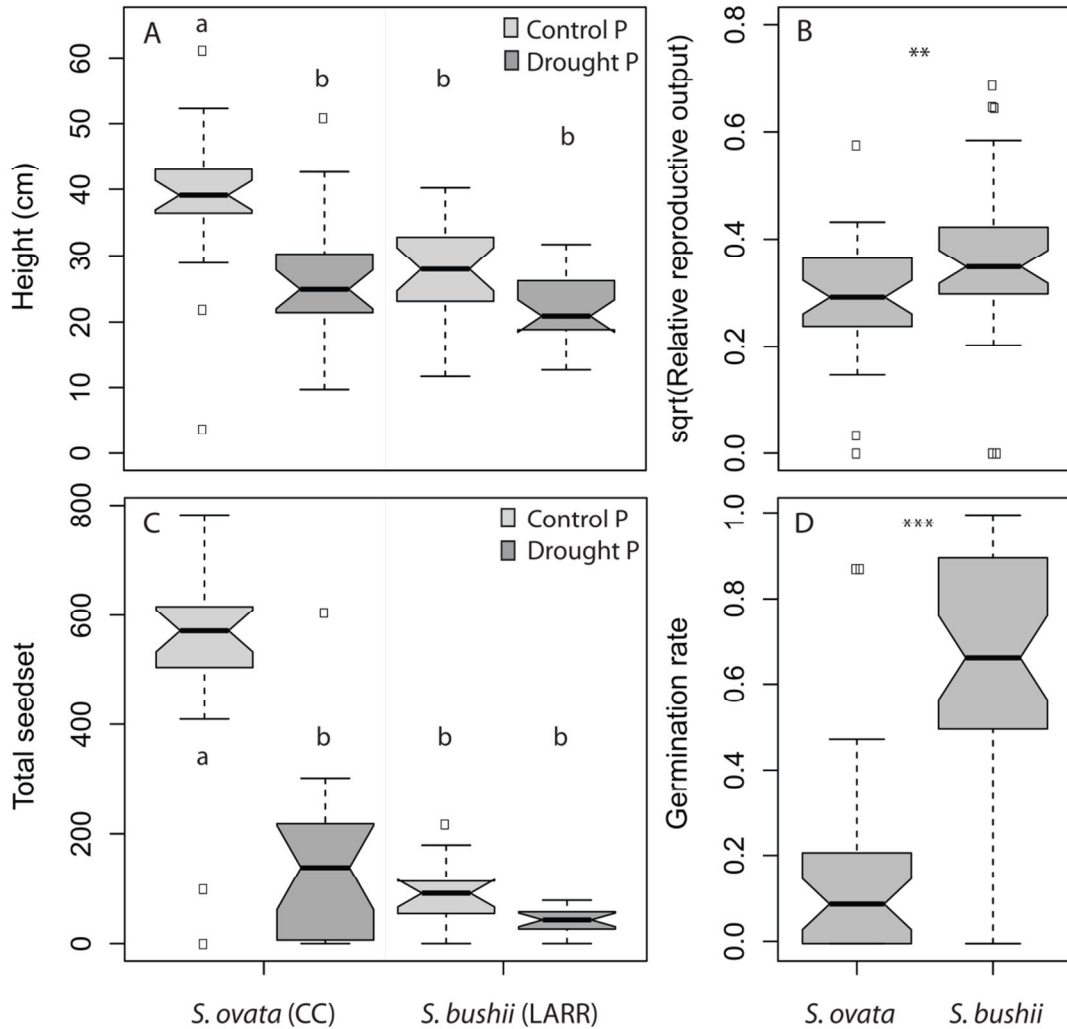 A
a
b
b
b
Control P
Drought P
Height (cm)
60
50
40
30
20
10
0
B
**
sqrt(Relative reproductive output)
0.8
0.6
0.4
0.2
0.0
C
a
b
b
b
Control P
Drought P
Total seedset
800
600
400
200
0
S. ovata (CC)
S. bushii (LARR)
D
***
Germination rate
1.0
0.8
0.6
0.4
0.2
0.0
S. ovata
S. bushii